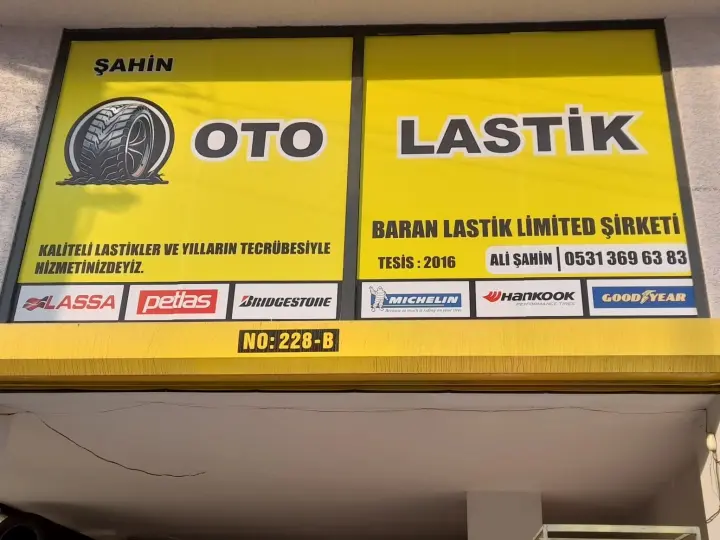 ŞAHİN
OTO LASTİK
KALİTELİ LASTİKLER VE YILLARIN TECRÜBESİYLE
HİZMETİNİZDEYİZ.
BARAN LASTİK LİMİTED ŞİRKETİ
TESİS : 2016 ALİ ŞAHİN | 0531 369 63 83
LASSA petlas BRIDGESTONE MICHELIN HANKOOK GOODYEAR
NO: 228-B